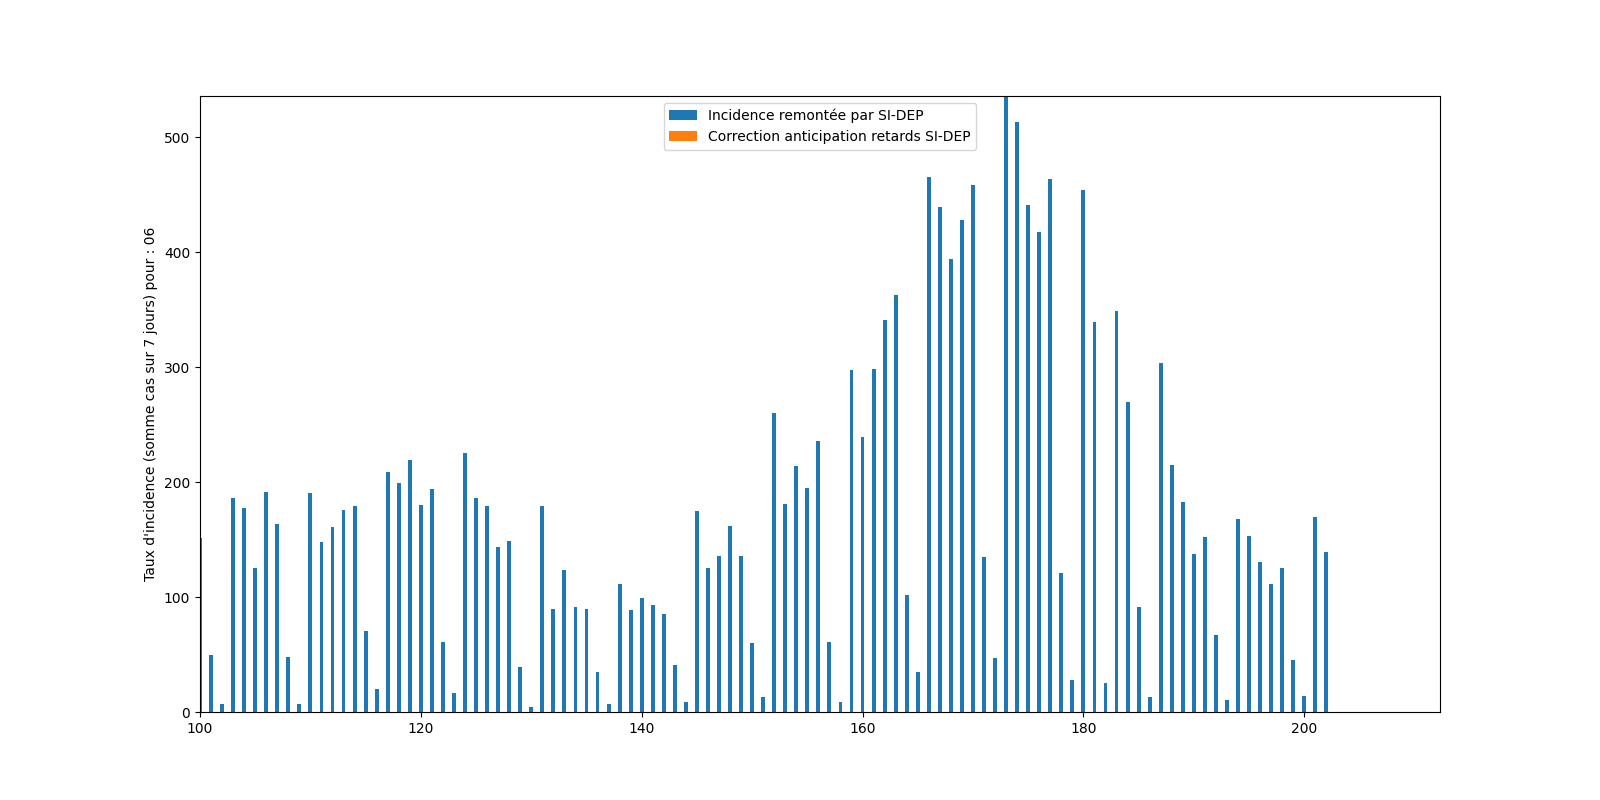 Incidence remontée par SI-DEP
Correction anticipation retards SI-DEP
Taux d'incidence (somme cas sur 7 jours) pour : 06
500
400
300
200
100
0
100 120 140 160 180 200